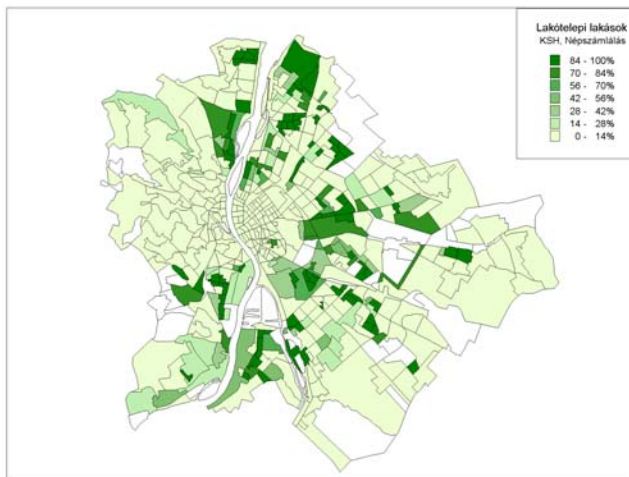 Lakótelepi lakások
KSH, Népszámlálás
84 - 100%
70 - 84%
56 - 70%
42 - 56%
28 - 42%
14 - 28%
0 - 14%